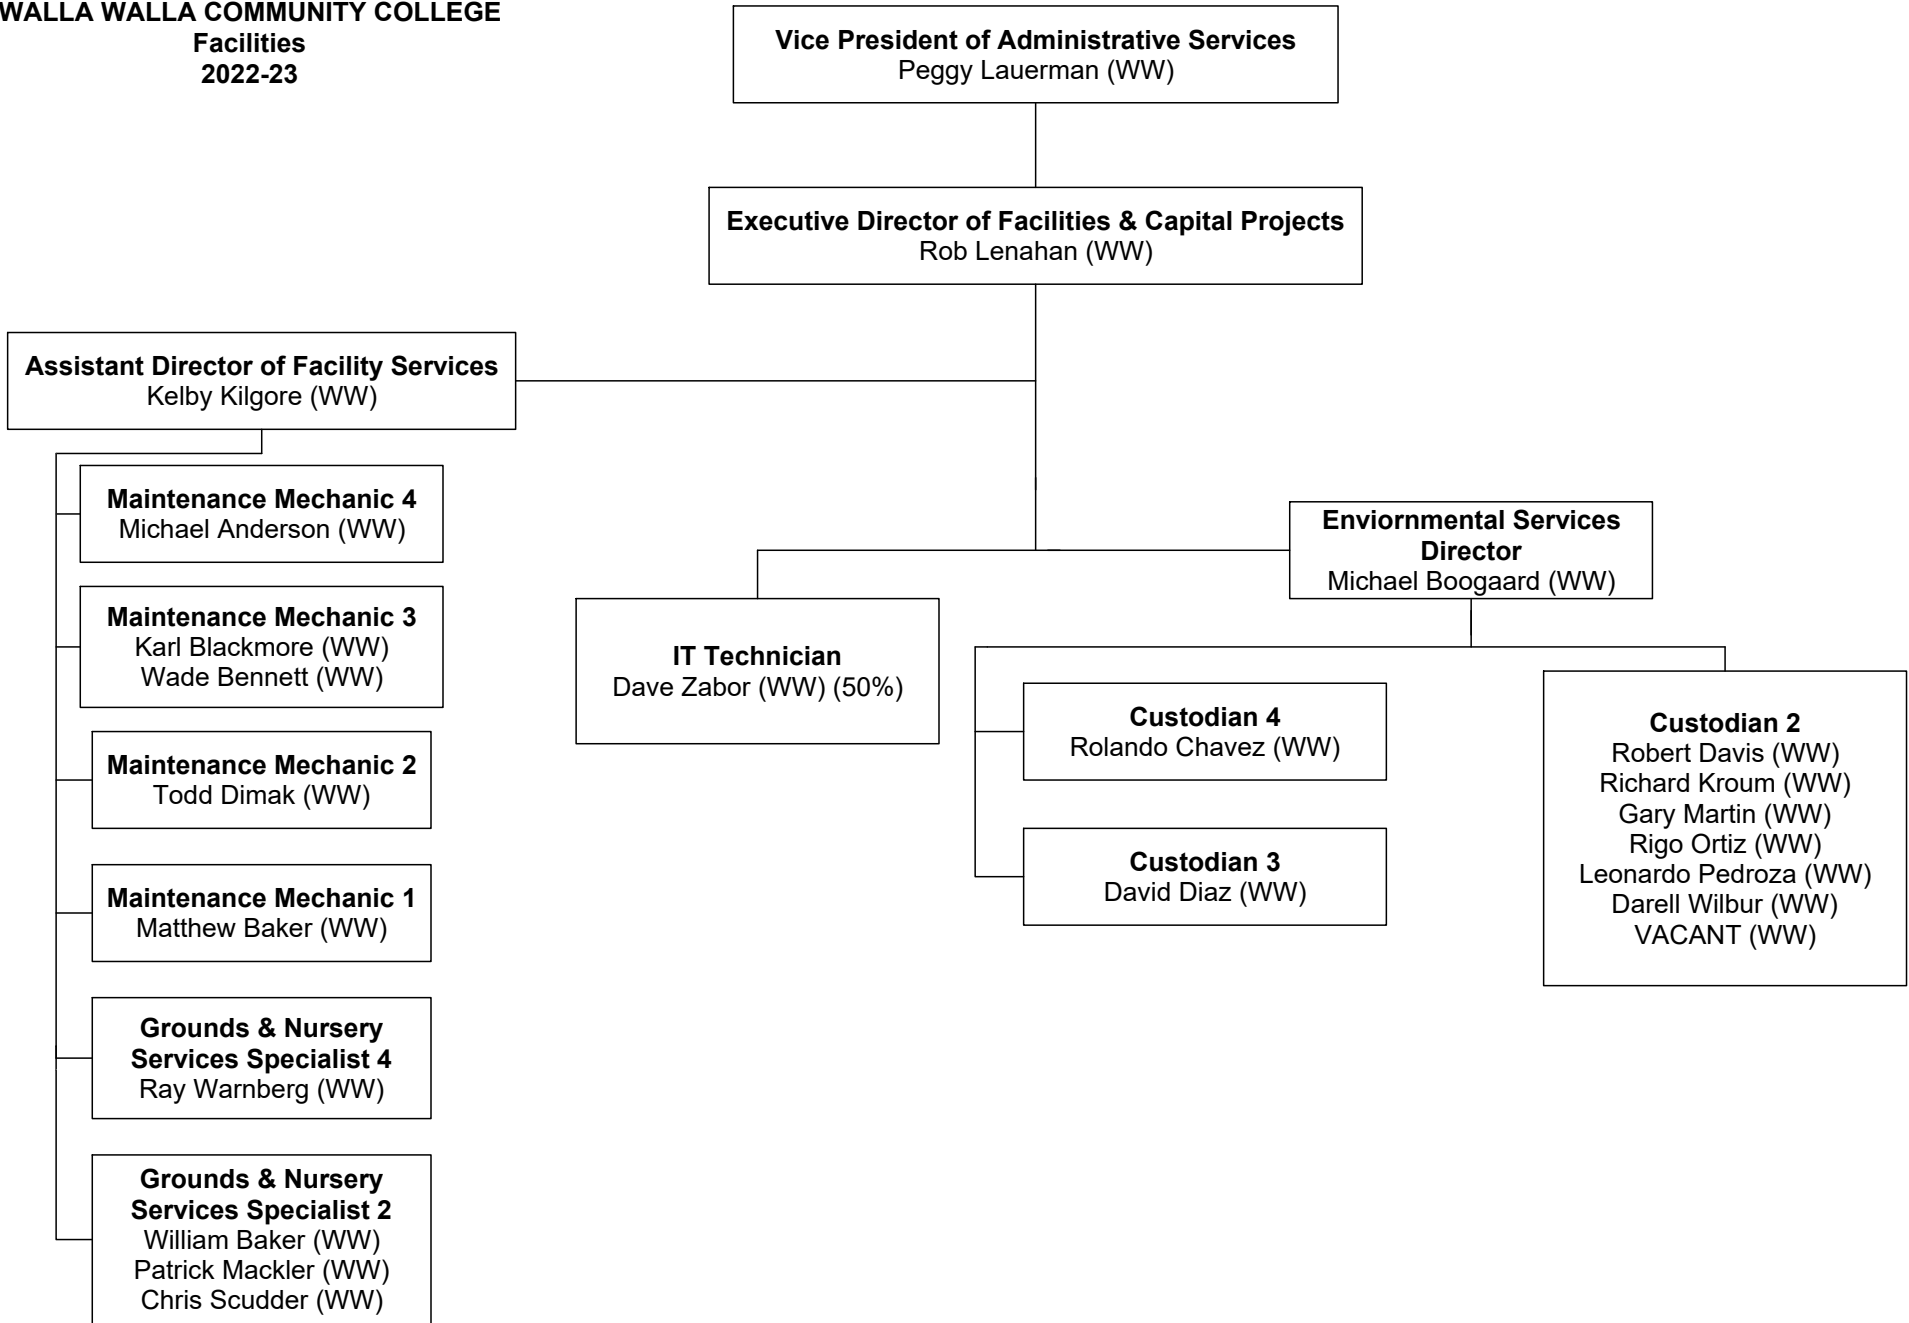 WALLA WALLA COMMUNITY COLLEGE
Facilities
2022-23
Vice President of Administrative Services
Peggy Lauerman (WW)
Executive Director of Facilities & Capital Projects
Rob Lenahan (WW)
Assistant Director of Facility Services
Kelby Kilgore (WW)
Maintenance Mechanic 4
Michael Anderson (WW)
Maintenance Mechanic 3
Karl Blackmore (WW)
Wade Bennett (WW)
Maintenance Mechanic 2
Todd Dimak (WW)
Maintenance Mechanic 1
Matthew Baker (WW)
Grounds & Nursery
Services Specialist 4
Ray Warnberg (WW)
Grounds & Nursery
Services Specialist 2
William Baker (WW)
Patrick Mackler (WW)
Chris Scudder (WW)
IT Technician
Dave Zabor (WW) (50%)
Enviornmental Services
Director
Michael Boogaard (WW)
Custodian 4
Rolando Chavez (WW)
Custodian 3
David Diaz (WW)
Custodian 2
Robert Davis (WW)
Richard Kroum (WW)
Gary Martin (WW)
Rigo Ortiz (WW)
Leonardo Pedroza (WW)
Darell Wilbur (WW)
VACANT (WW)